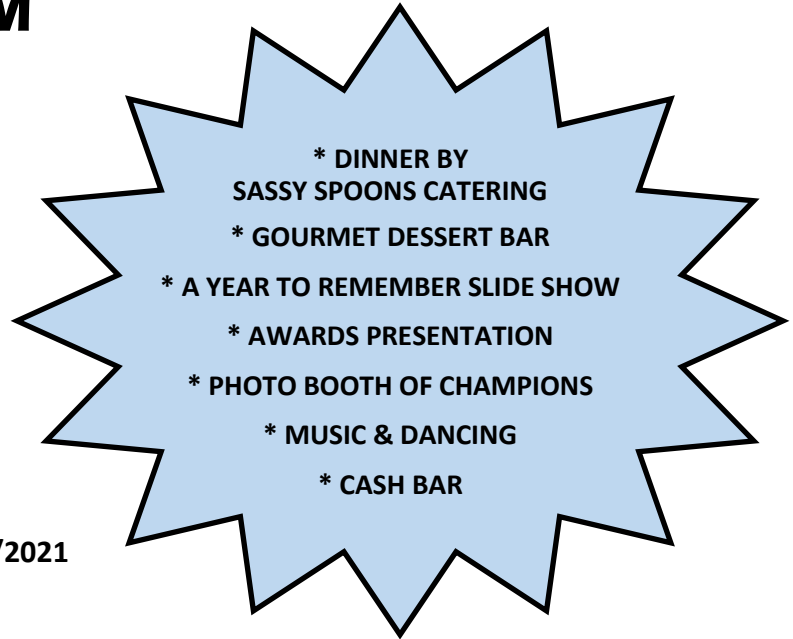 M
* DINNER BY
SASSY SPOONS CATERING
* GOURMET DESSERT BAR
* A YEAR TO REMEMBER SLIDE SHOW
* AWARDS PRESENTATION
* PHOTO BOOTH OF CHAMPIONS
* MUSIC & DANCING
* CASH BAR
/2021